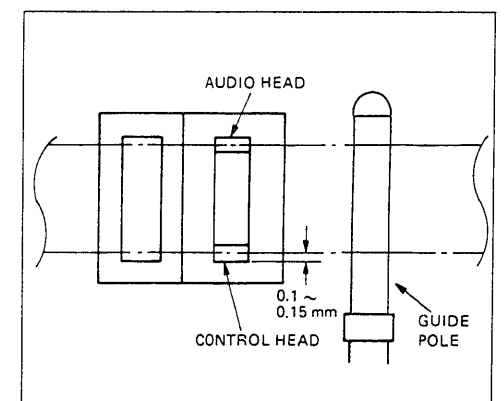 AUDIO HEAD
0.1 ~
0.15 mm
CONTROL HEAD
GUIDE
POLE